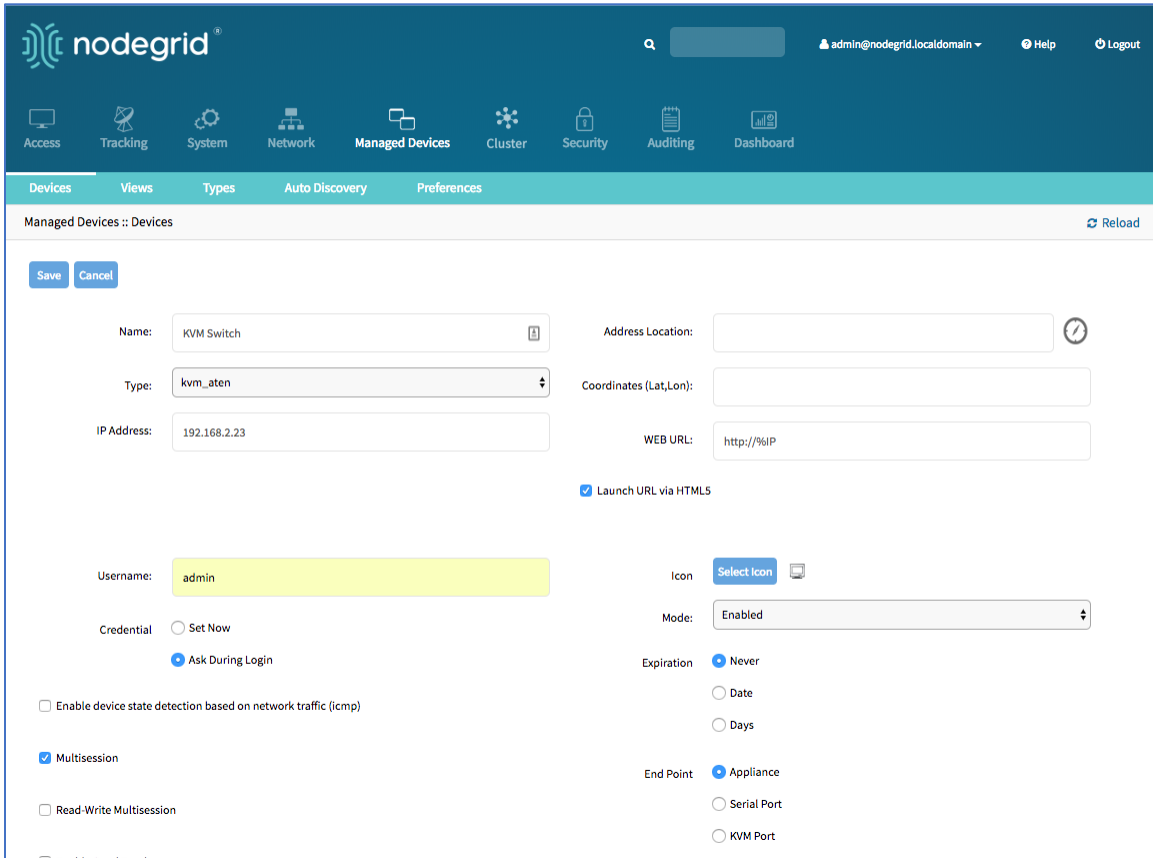 nodegrid®
admin@nodegrid.localdomain Help Logout
Access Tracking System Network Managed Devices Cluster Security Auditing Dashboard
Devices Views Types Auto Discovery Preferences
Managed Devices :: Devices Reload
Save Cancel
Name: KVM Switch
Type: kvm_aten
IP Address: 192.168.2.23
Address Location:
Coordinates (Lat,Lon):
WEB URL: http://%IP
Launch URL via HTML5
Username: admin
Credential Set Now
Ask During Login
Enable device state detection based on network traffic (icmp)
Multisession
Read-Write Multisession
Icon Select Icon
Mode: Enabled
Expiration Never
Date
Days
End Point Appliance
Serial Port
KVM Port